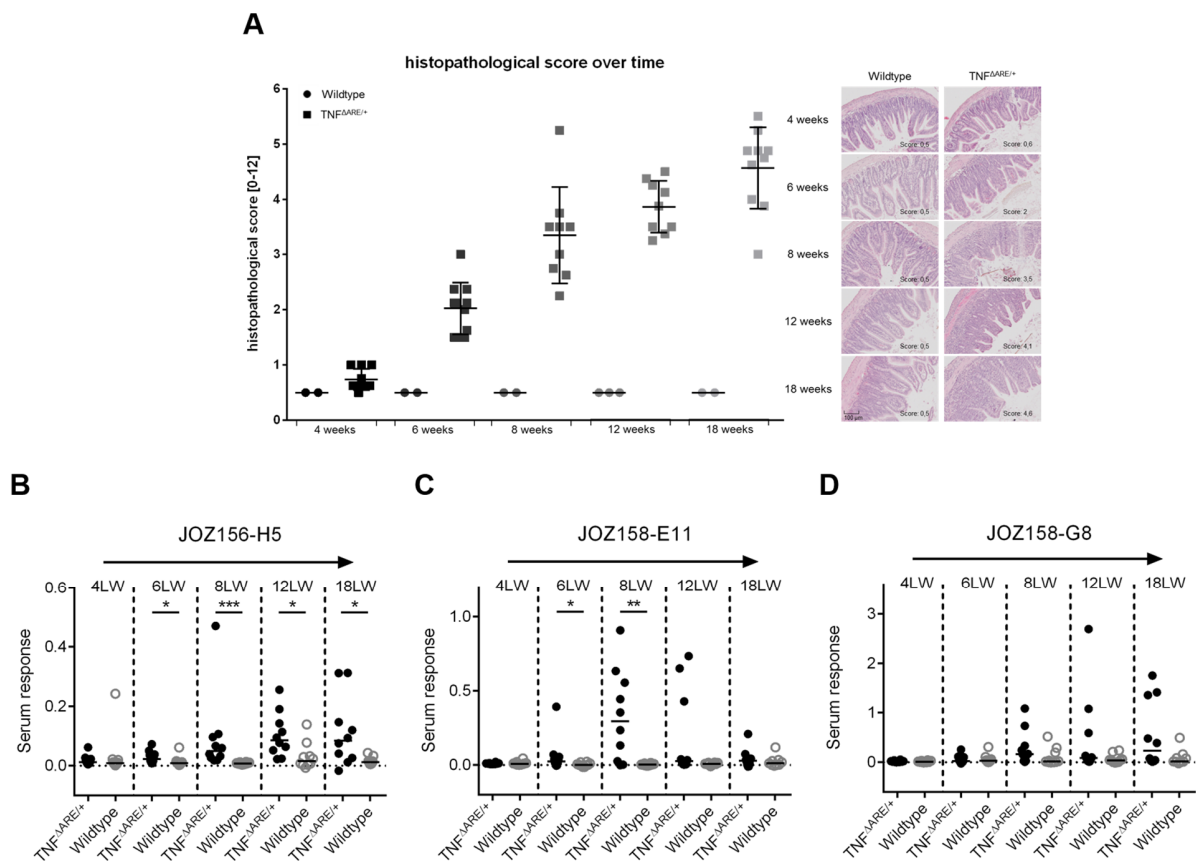 A
histopathological score over time
Wildtype
TNFΔARE/+
histopathological score [0-12]
6
5
4
3
2
1
0
4 weeks 6 weeks 8 weeks 12 weeks 18 weeks
Wildtype TNFΔARE/+
4 weeks
Score: 0,5 Score: 0,6
6 weeks
Score: 0,5 Score: 2
8 weeks
Score: 0,5 Score: 3,5
12 weeks
Score: 0,5 Score: 4,1
18 weeks
100 µm
Score: 0,5 Score: 4,6
B
JOZ156-H5
4LW 6LW 8LW 12LW 18LW
* *** * *
Serum response
0.6
0.4
0.2
0.0
TNFΔARE/+ Wildtype TNFΔARE/+ Wildtype TNFΔARE/+ Wildtype TNFΔARE/+ Wildtype TNFΔARE/+ Wildtype
C
JOZ158-E11
4LW 6LW 8LW 12LW 18LW
* **
Serum response
1.0
0.5
0.0
TNFΔARE/+ Wildtype TNFΔARE/+ Wildtype TNFΔARE/+ Wildtype TNFΔARE/+ Wildtype TNFΔARE/+ Wildtype
D
JOZ158-G8
4LW 6LW 8LW 12LW 18LW
Serum response
3
2
1
0
TNFΔARE/+ Wildtype TNFΔARE/+ Wildtype TNFΔARE/+ Wildtype TNFΔARE/+ Wildtype TNFΔARE/+ Wildtype